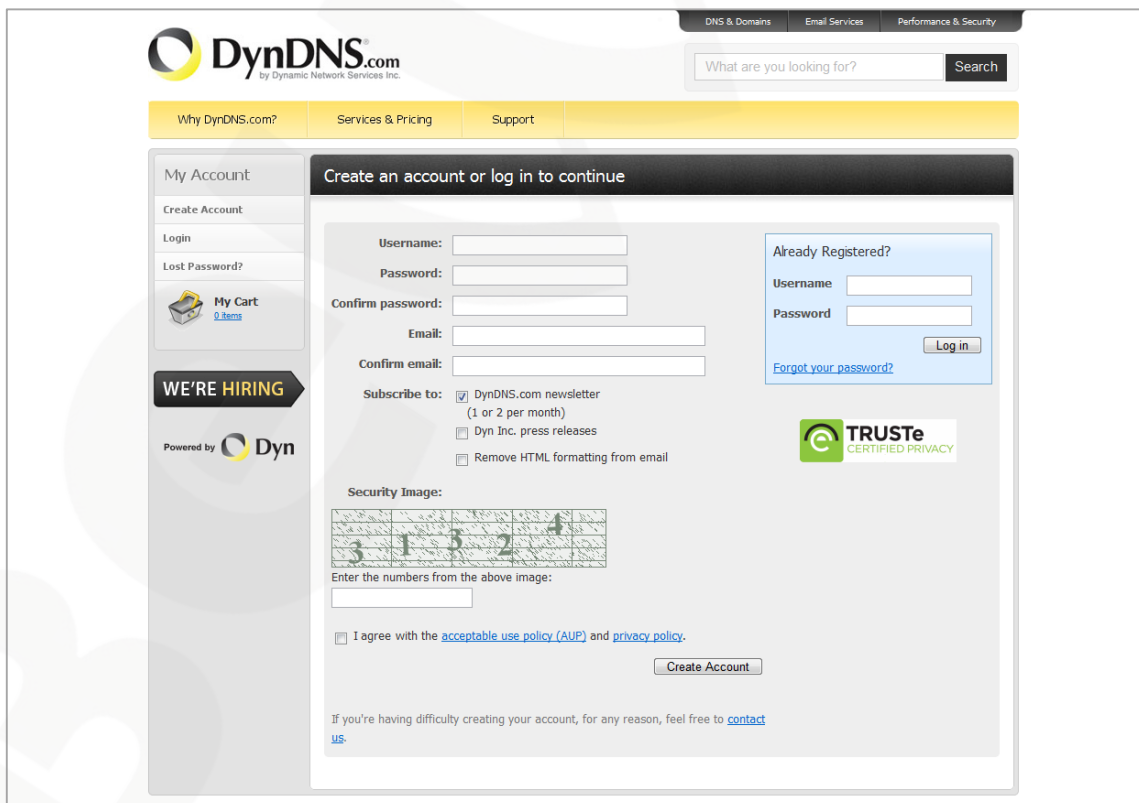 DNS & Domains Email Services Performance & Security
DynDNS.com
by Dynamic Network Services Inc.
What are you looking for? Search
Why DynDNS.com? Services & Pricing Support
My Account
Create Account
Login
Lost Password?
My Cart
0 items
WE'RE HIRING
Powered by Dyn
Create an account or log in to continue
Username:
Password:
Confirm password:
Email:
Confirm email:
Subscribe to: DynDNS.com newsletter
(1 or 2 per month)
Dyn Inc. press releases
Remove HTML formatting from email
Security Image:
3 1 3 2 4
Enter the numbers from the above image:
I agree with the acceptable use policy (AUP) and privacy policy.
Create Account
If you're having difficulty creating your account, for any reason, feel free to contact
us.
Already Registered?
Username
Password
Log in
Forgot your password?
TRUSTe
CERTIFIED PRIVACY